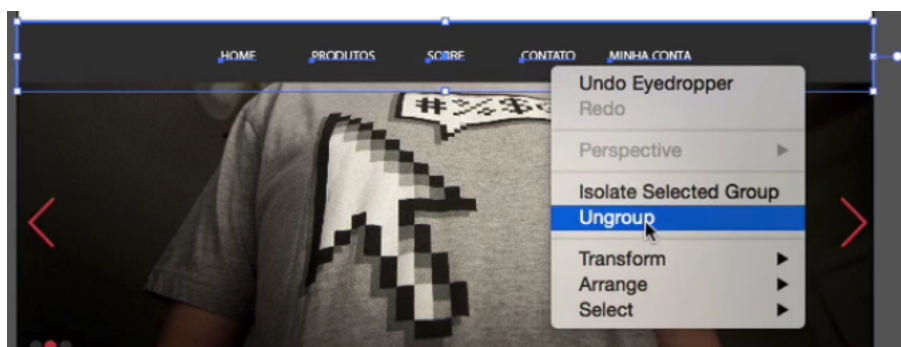 HOME PRODUTOS SOBRE CONTATO MINHA CONTA
#%$
Undo Eyedropper
Redo
Perspective
Isolate Selected Group
Ungroup
Transform
Arrange
Select